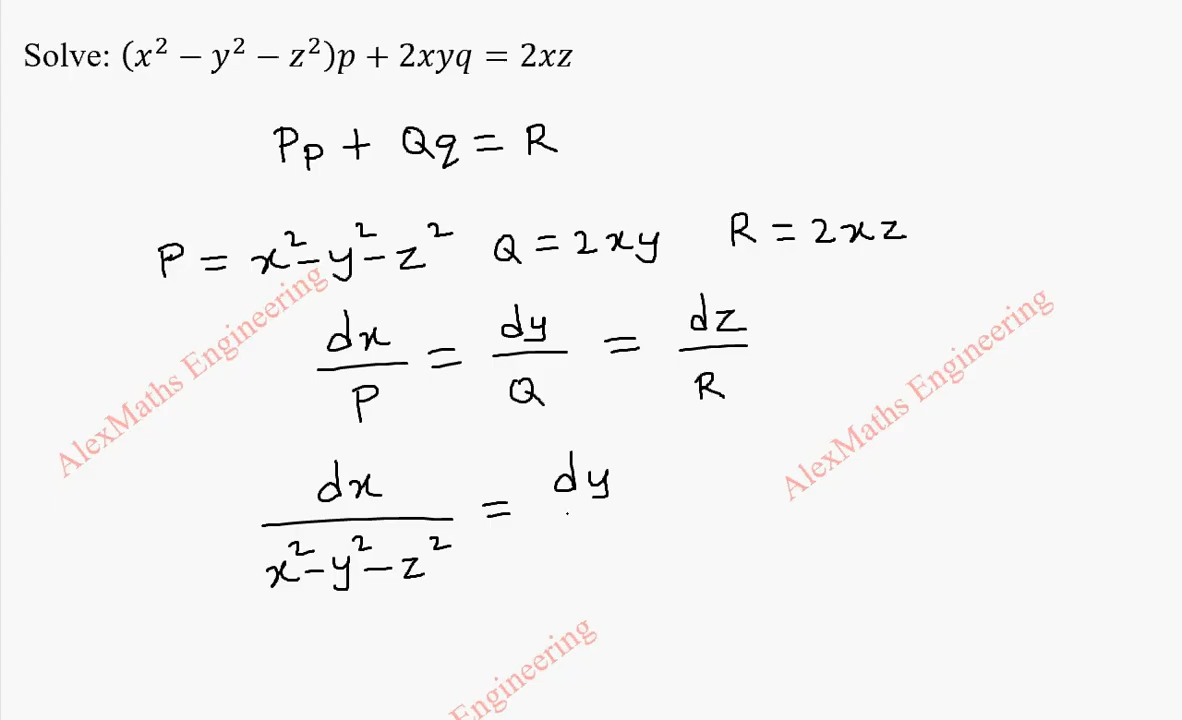 Solve: (x² − y² − z²)p + 2xyq = 2xz
Pp + Qq = R
P = x² − y² − z² Q = 2xy R = 2xz
dx/P = dy/Q = dz/R
dx/(x² − y² − z²) = dy
AlexMaths Engineering
AlexMaths Engineering
Engineering